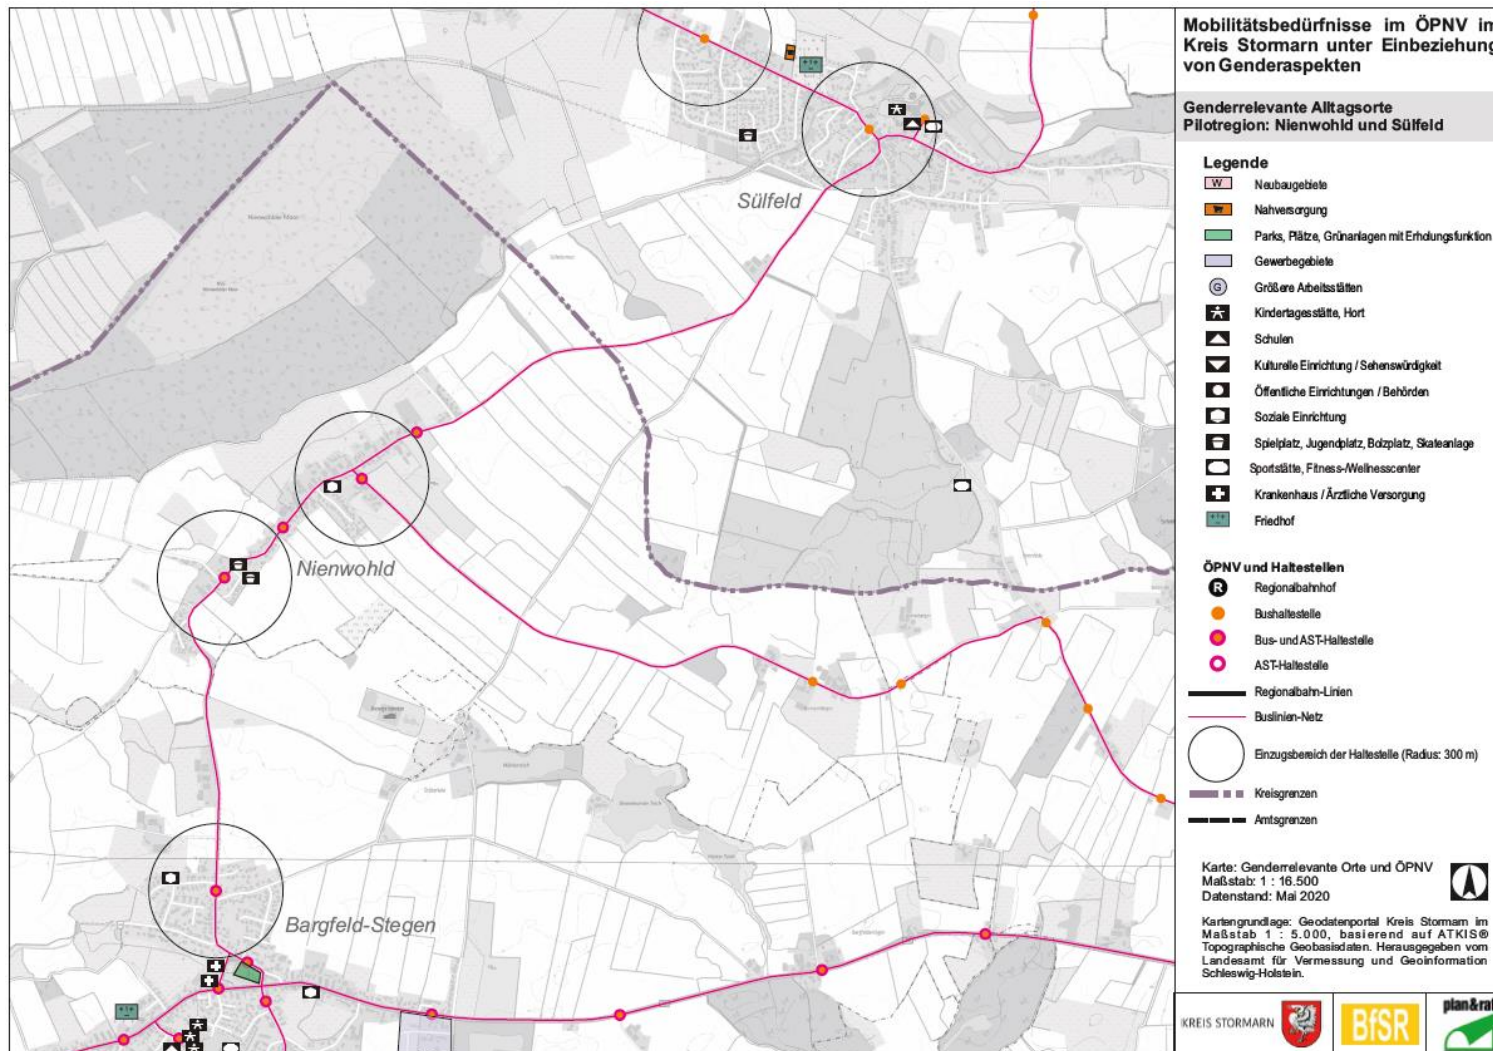 Mobilitätsbedürfnisse im ÖPNV im
Kreis Stormarn unter Einbeziehung
von Genderaspekten
Genderrelevante Alltagsorte
Pilotregion: Nienwohld und Sülfeld
Legende
W Neubaugebiete
Nahversorgung
Parks, Plätze, Grünanlagen mit Erholungsfunktion
Gewerbegebiete
G Größere Arbeitsstätten
Kindertagesstätte, Hort
Schulen
Kulturelle Einrichtung / Sehenswürdigkeit
Öffentliche Einrichtungen / Behörden
Soziale Einrichtung
Spielplatz, Jugendplatz, Bolzplatz, Skateanlage
Sportstätte, Fitness-/Wellnesscenter
Krankenhaus / Ärztliche Versorgung
Friedhof
ÖPNV und Haltestellen
R Regionalbahnhof
Bushaltestelle
Bus- und AST-Haltestelle
AST-Haltestelle
Regionalbahn-Linien
Buslinien-Netz
Einzugsbereich der Haltestelle (Radius: 300 m)
Kreisgrenzen
Amtsgrenzen
Karte: Genderrelevante Orte und ÖPNV
Maßstab: 1 : 16.500
Datenstand: Mai 2020
Kartengrundlage: Geodatenportal Kreis Stormarn im
Maßstab 1 : 5.000, basierend auf ATKIS®
Topographische Geobasisdaten. Herausgegeben vom
Landesamt für Vermessung und Geoinformation
Schleswig-Holstein.
KREIS STORMARN
BfSR
plan&rat
Sülfeld
Nienwohld
Bargfeld-Stegen